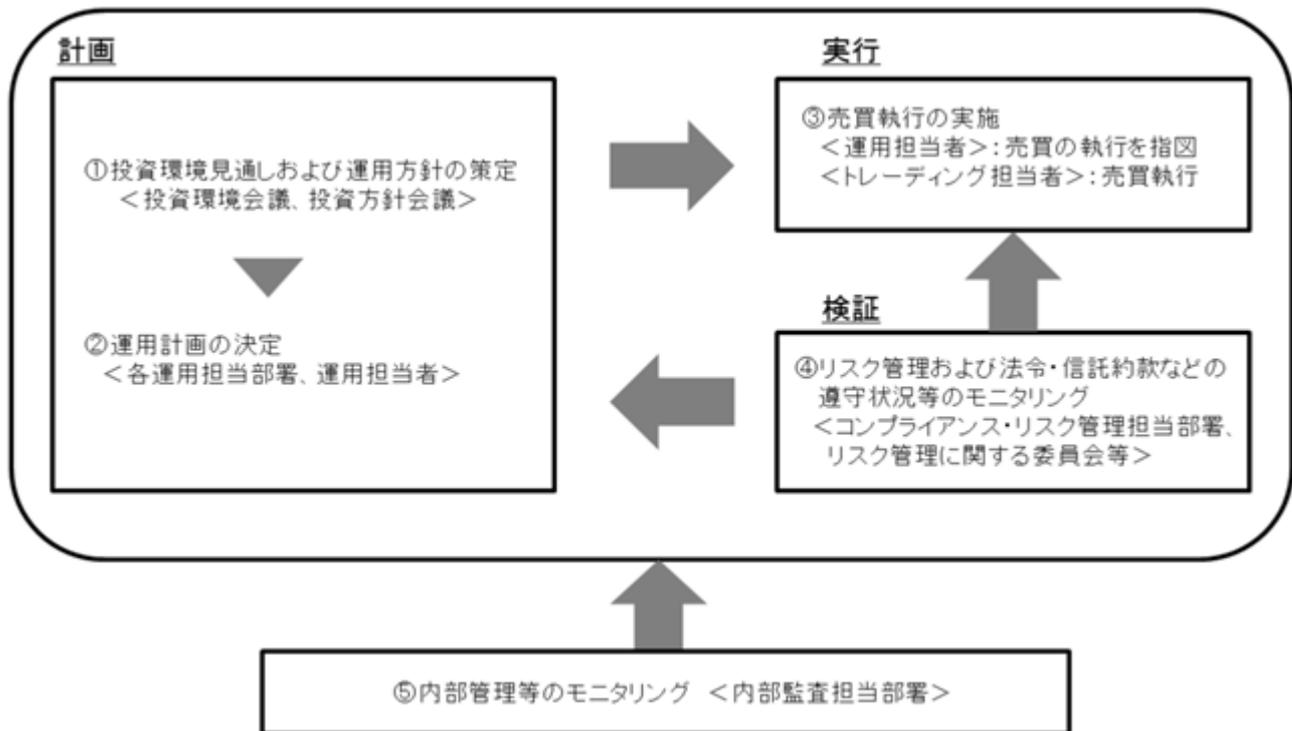 計画
①投資環境見通しおよび運用方針の策定
＜投資環境会議、投資方針会議＞
②運用計画の決定
＜各運用担当部署、運用担当者＞
実行
③売買執行の実施
＜運用担当者＞：売買の執行を指図
＜トレーディング担当者＞：売買執行
検証
④リスク管理および法令・信託約款などの
遵守状況等のモニタリング
＜コンプライアンス・リスク管理担当部署、
リスク管理に関する委員会等＞
⑤内部管理等のモニタリング ＜内部監査担当部署＞